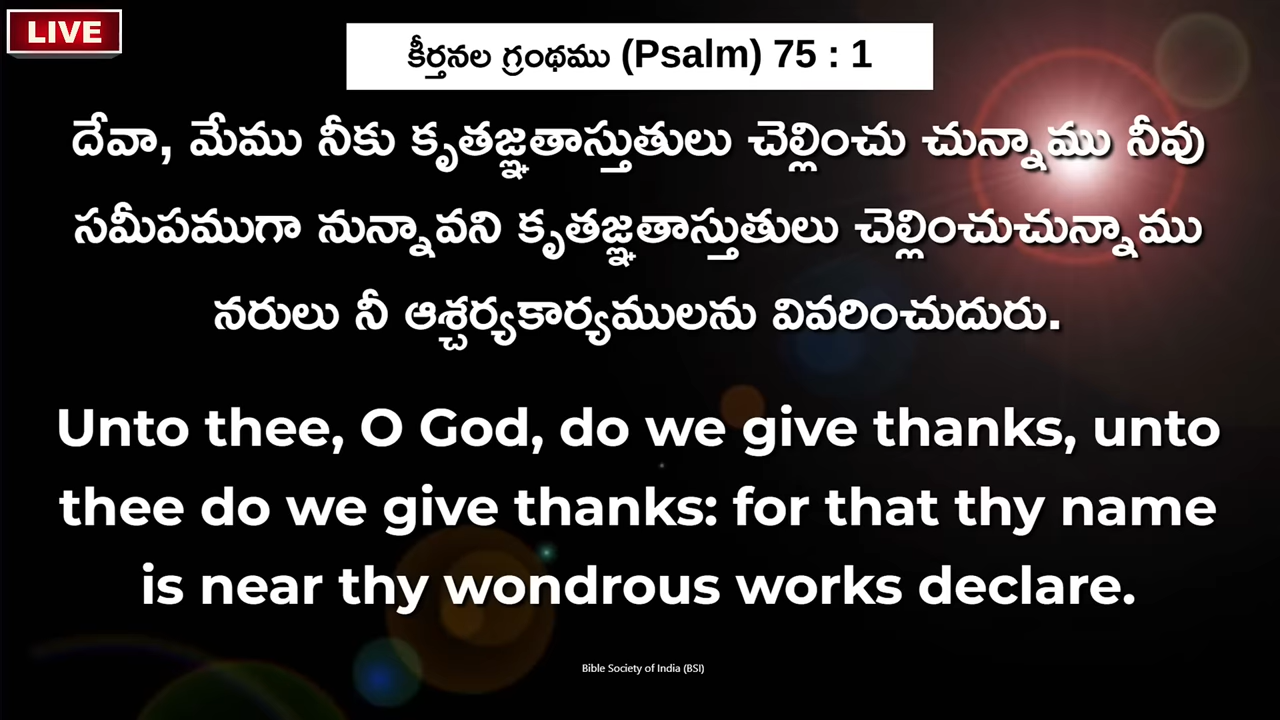 LIVE
కీర్తనల గ్రంథము (Psalm) 75 : 1
దేవా, మేము నీకు కృతజ్ఞతాస్తుతులు చెల్లించు చున్నాము నీవు
సమీపముగా నున్నావని కృతజ్ఞతాస్తుతులు చెల్లించుచున్నాము
నరులు నీ ఆశ్చర్యకార్యములను వివరించుదురు.
Unto thee, O God, do we give thanks, unto
thee do we give thanks: for that thy name
is near thy wondrous works declare.
Bible Society of India (BSI)